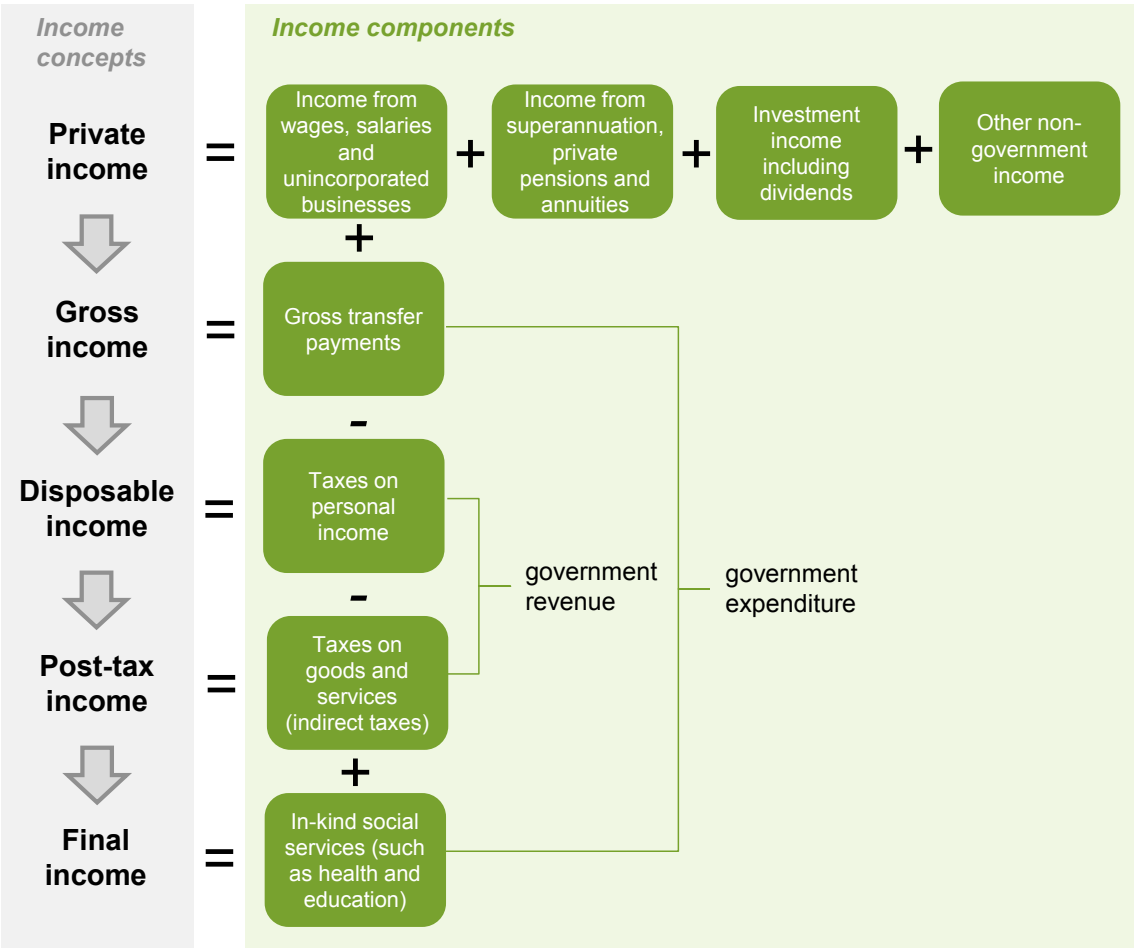 Income
concepts
Income components
Private
income
=
Income from
wages, salaries
and
unincorporated
businesses
+
Income from
superannuation,
private
pensions and
annuities
+
Investment
income
including
dividends
+
Other non-
government
income
+
Gross
income
=
Gross transfer
payments
-
Disposable
income
=
Taxes on
personal
income
-
government
revenue
government
expenditure
Post-tax
income
=
Taxes on
goods and
services
(indirect taxes)
+
Final
income
=
In-kind social
services (such
as health and
education)